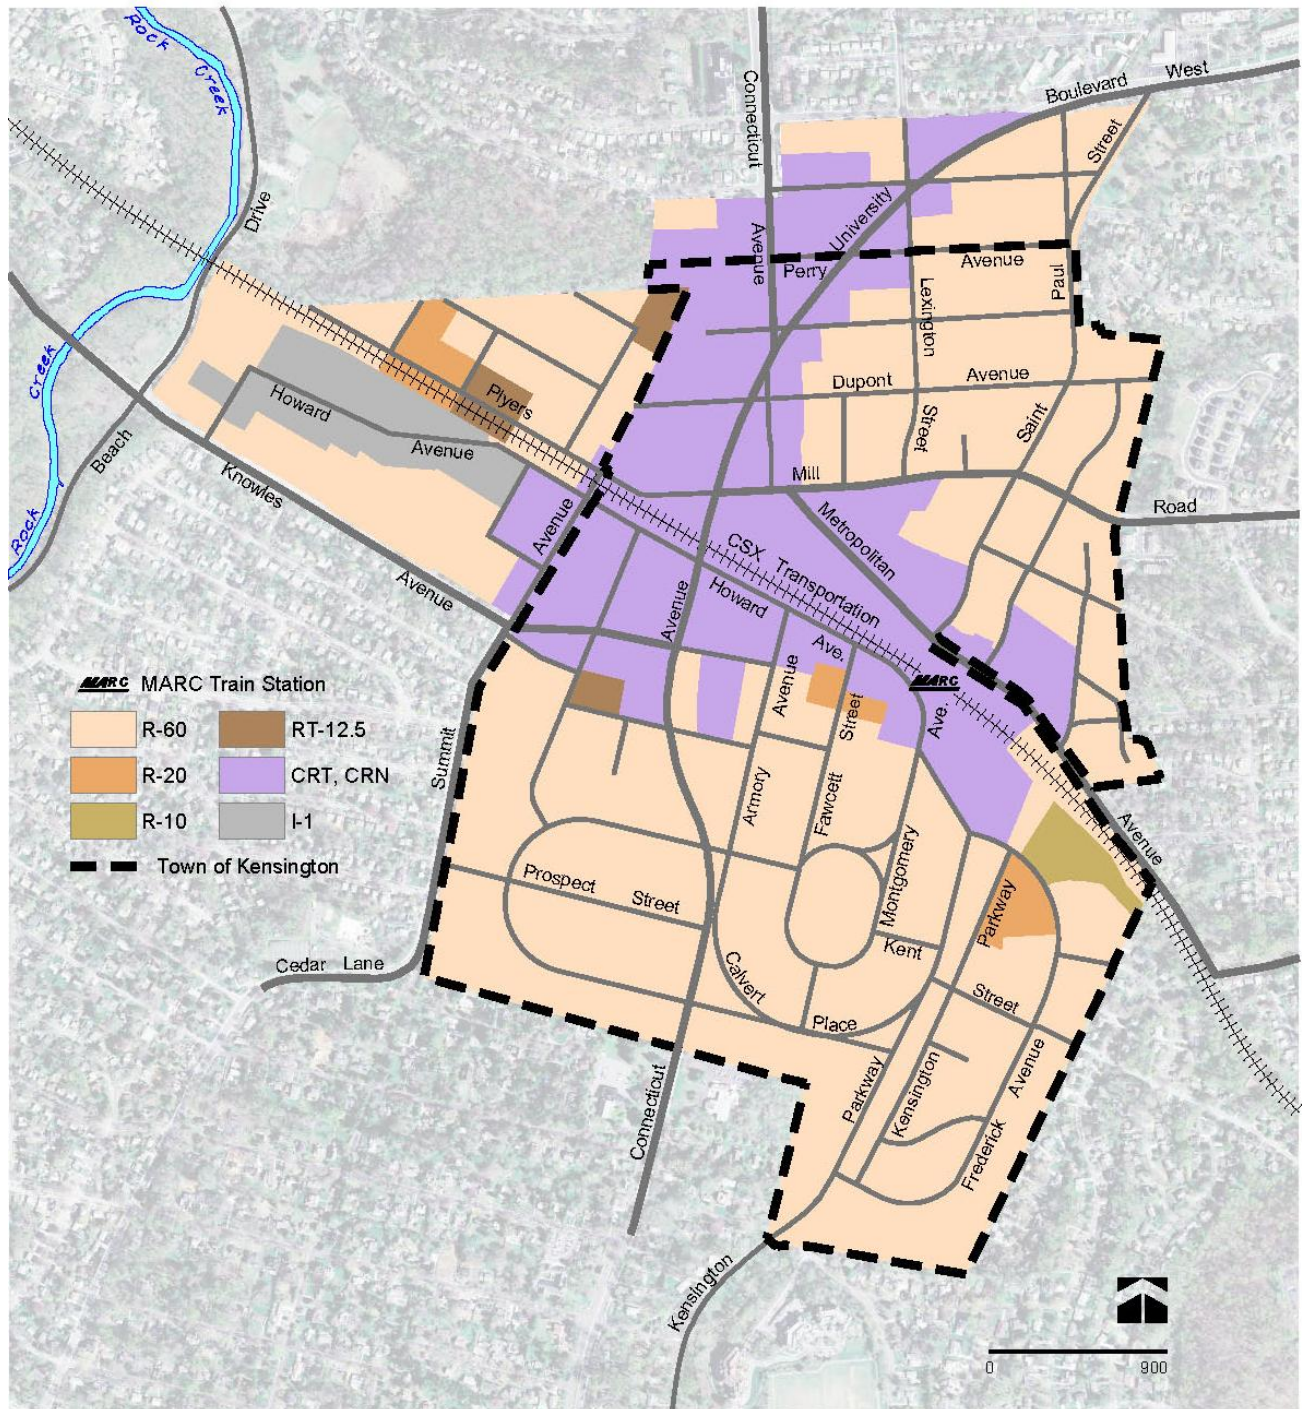 Rock
Creek
Drive
Connecticut
Avenue
Boulevard
West
Street
University
Perry
Avenue
Paul
Lexington
Street
Dupont
Avenue
Saint
Mill
Road
Creek
Rock
Beach
Howard
Avenue
Plyers
Knowles
Avenue
Avenue
Summit
CSX
Transportation
Metropolitan
Howard
Ave.
Avenue
MARC
Ave.
Avenue
Armory
Street
Fawcett
Montgomery
Avenue
MARC MARC Train Station
R-60
RT-12.5
R-20
CRT, CRN
R-10
I-1
Town of Kensington
Prospect
Street
Cedar Lane
Calvert
Place
Kent
Street
Parkway
Parkway
Kensington
Avenue
Frederick
Connecticut
Kensington
0
900